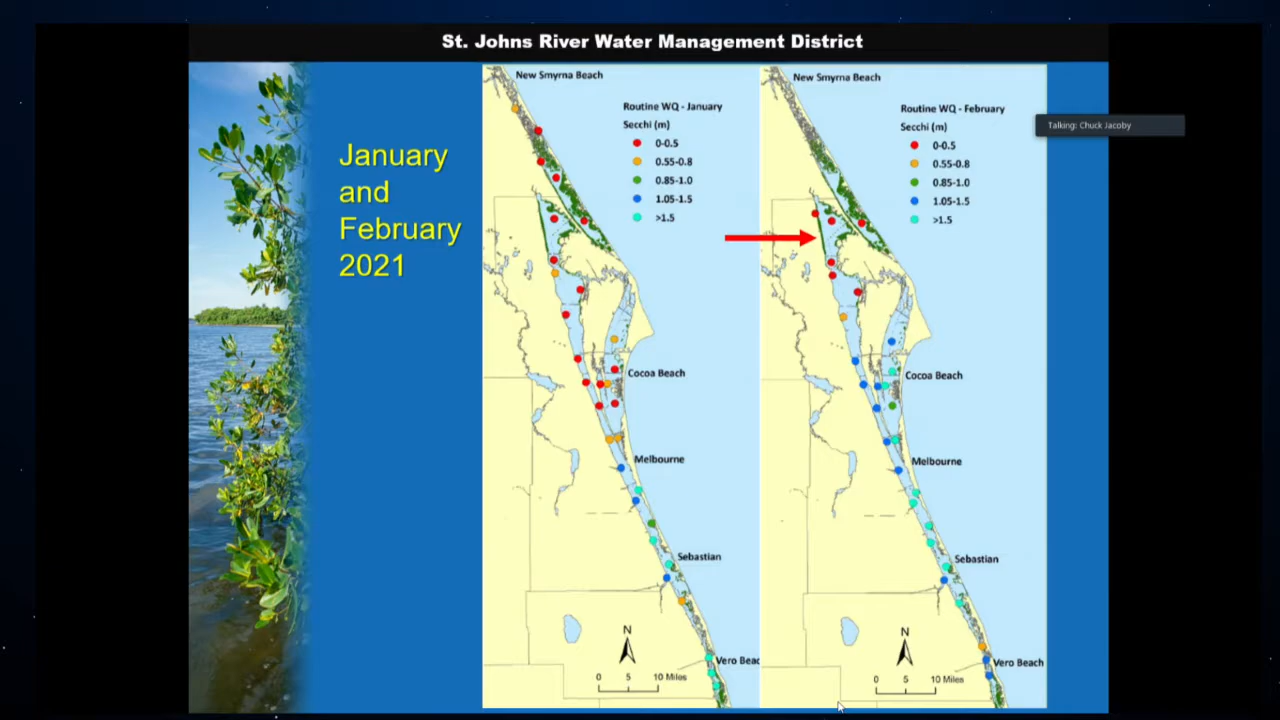 St. Johns River Water Management District
January
and
February
2021
New Smyrna Beach
Routine WQ - January
Secchi (m)
0-0.5
0.55-0.8
0.85-1.0
1.05-1.5
>1.5
Cocoa Beach
Melbourne
Sebastian
Vero Beac
N
0 5 10 Miles
New Smyrna Beach
Routine WQ - February
Secchi (m)
0-0.5
0.55-0.8
0.85-1.0
1.05-1.5
>1.5
Cocoa Beach
Melbourne
Sebastian
Vero Beach
N
0 5 10 Miles
Talking: Chuck Jacoby